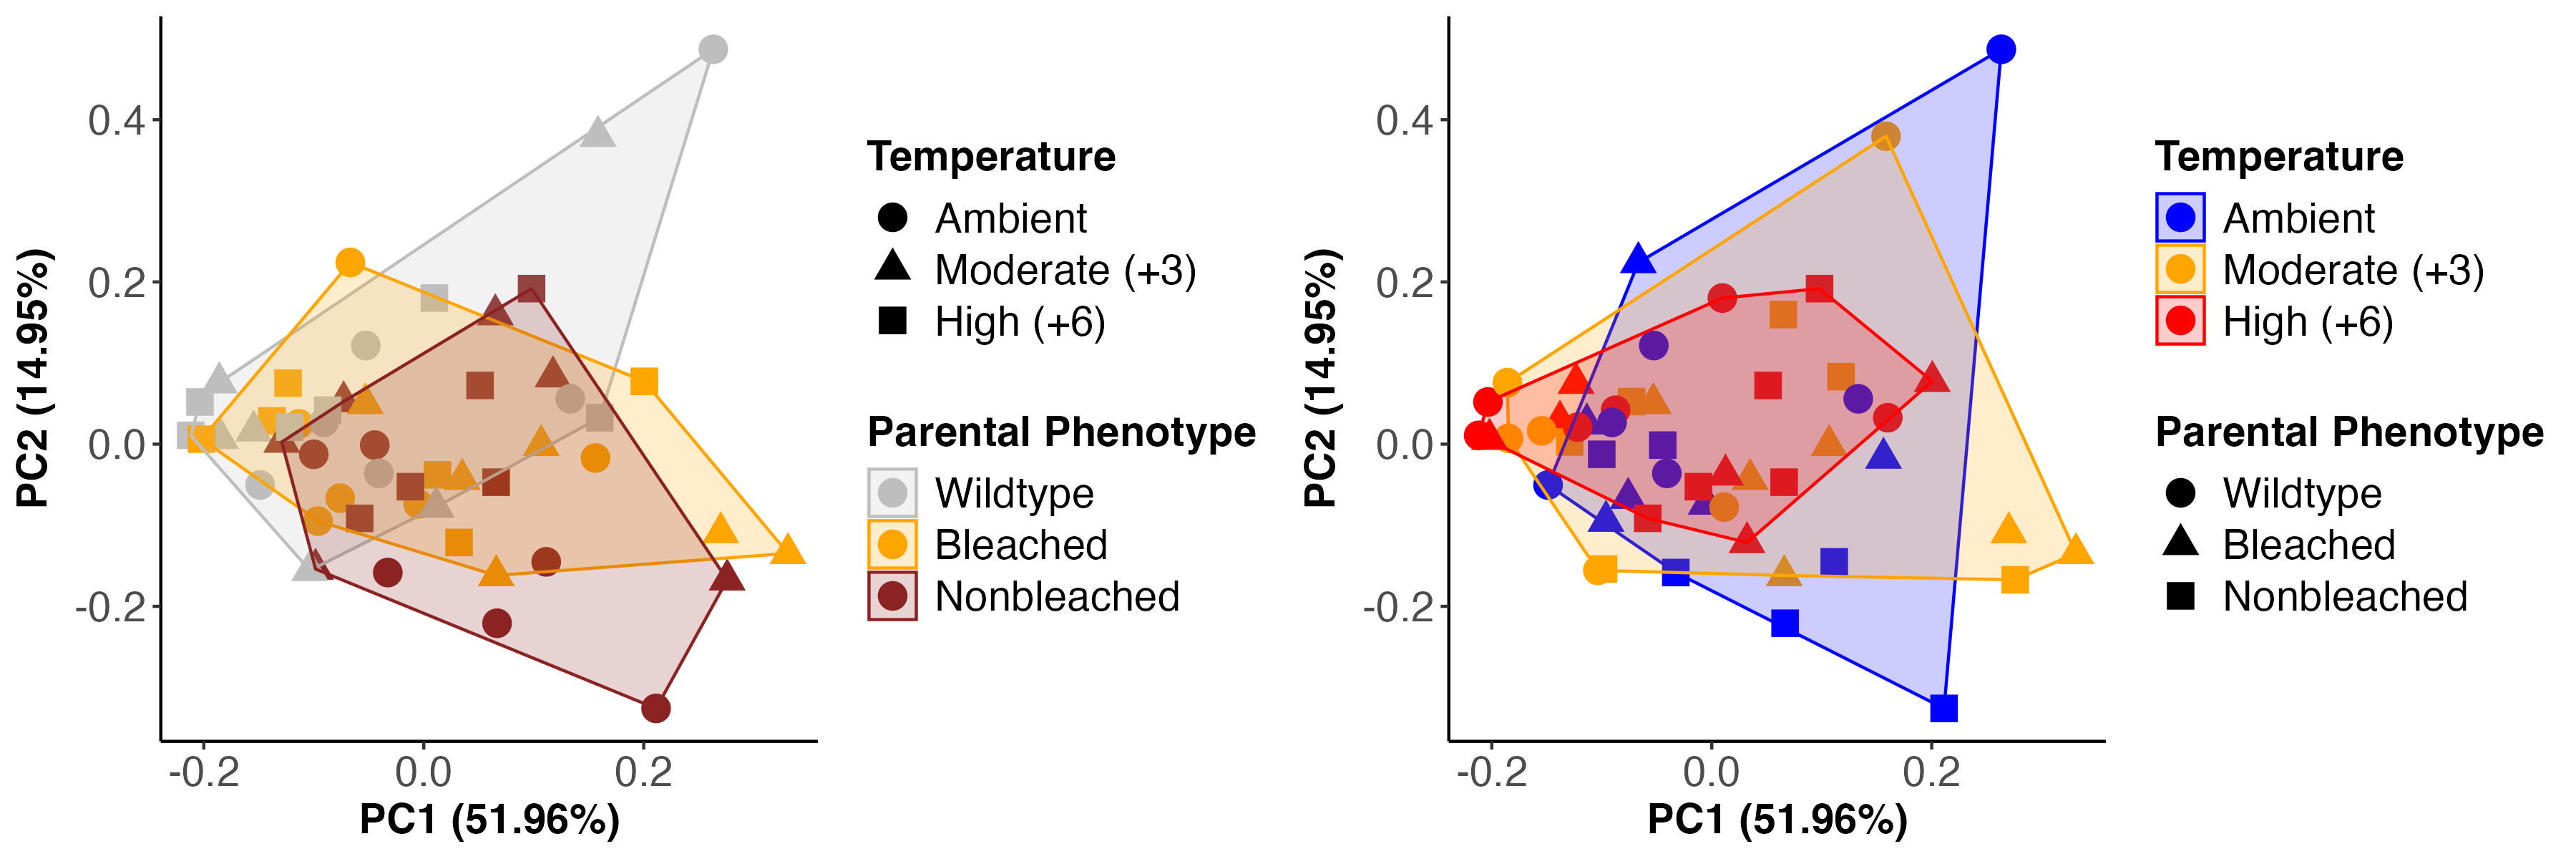 PC2 (14.95%)
0.4
0.2
0.0
-0.2
-0.2
0.0
0.2
PC1 (51.96%)
Temperature
Ambient
Moderate (+3)
High (+6)
Parental Phenotype
Wildtype
Bleached
Nonbleached
PC2 (14.95%)
0.4
0.2
0.0
-0.2
-0.2
0.0
0.2
PC1 (51.96%)
Temperature
Ambient
Moderate (+3)
High (+6)
Parental Phenotype
Wildtype
Bleached
Nonbleached